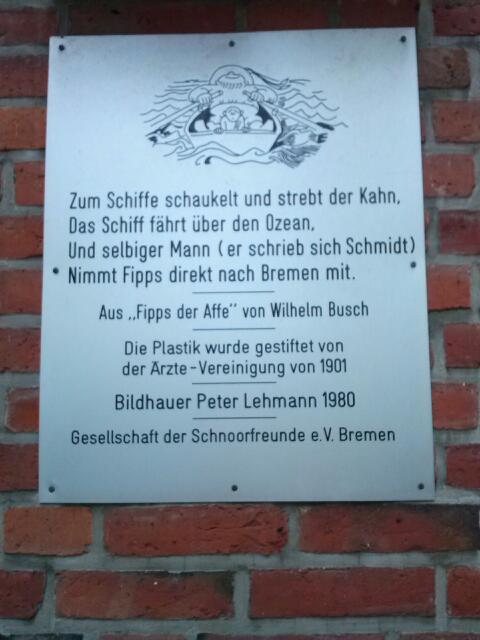 Zum Schiffe schaukelt und strebt der Kahn,
Das Schiff fährt über den Ozean,
Und selbiger Mann (er schrieb sich Schmidt)
Nimmt Fipps direkt nach Bremen mit.
Aus „Fipps der Affe" von Wilhelm Busch
Die Plastik wurde gestiftet von
der Ärzte-Vereinigung von 1901
Bildhauer Peter Lehmann 1980
Gesellschaft der Schnoorfreunde e.V. Bremen